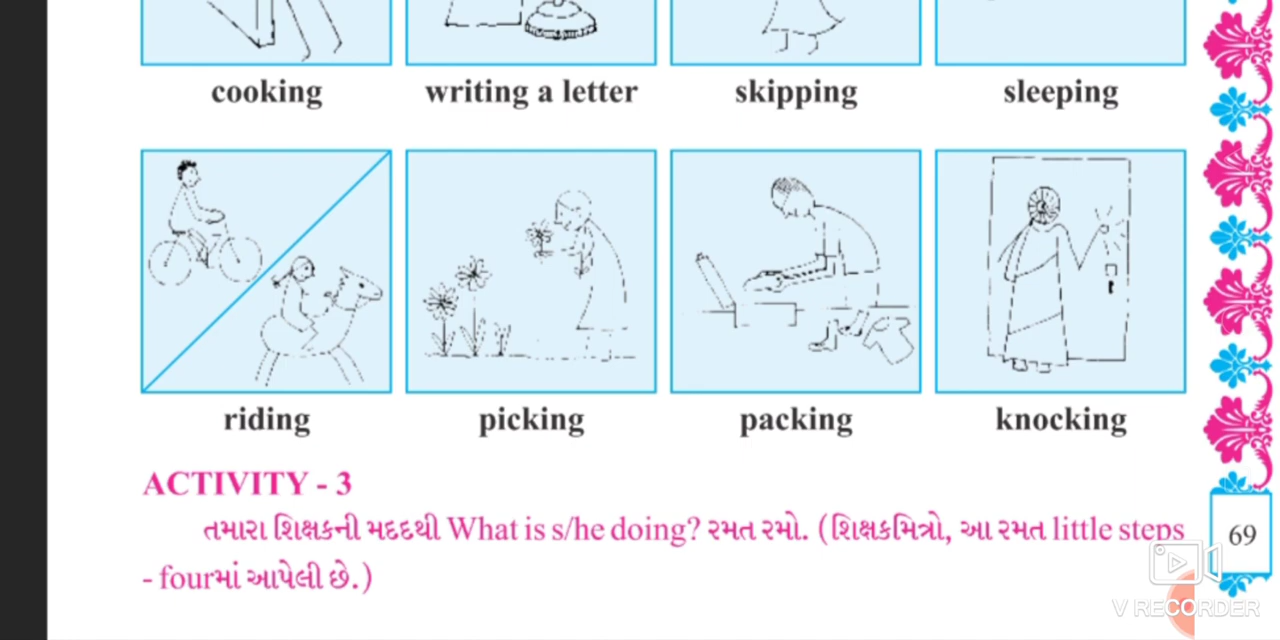 cooking writing a letter skipping sleeping
riding picking packing knocking
ACTIVITY - 3
તમારા શિક્ષકની મદદથી What is s/he doing? રમત રમો. (શિક્ષકમિત્રો, આ રમત little steps
- fourમાં આપેલી છે.)
69
V RECORDER